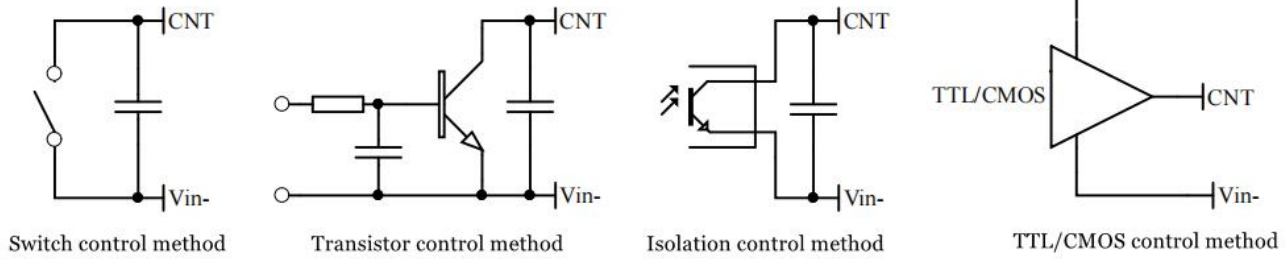 CNT
Vin-
Switch control method
CNT
Vin-
Transistor control method
CNT
Vin-
Isolation control method
TTL/CMOS
CNT
Vin-
TTL/CMOS control method